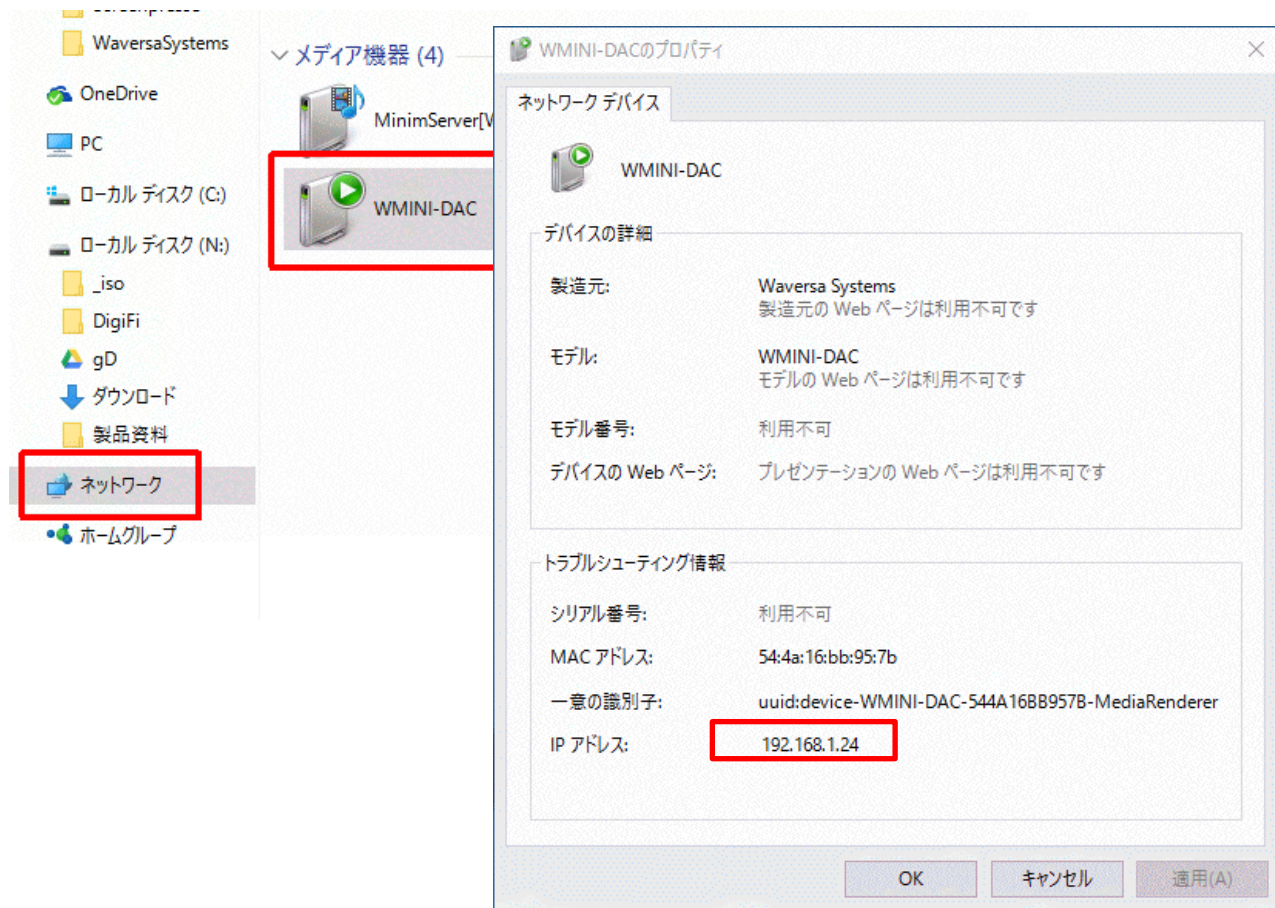 WaversaSystems
OneDrive
PC
ローカル ディスク (C:)
ローカル ディスク (N:)
_iso
DigiFi
gD
ダウンロード
製品資料
ネットワーク
ホームグループ
メディア機器 (4)
MinimServer[V
WMINI-DAC
WMINI-DACのプロパティ
ネットワーク デバイス
WMINI-DAC
デバイスの詳細
製造元: Waversa Systems
製造元の Web ページは利用不可です
モデル: WMINI-DAC
モデルの Web ページは利用不可です
モデル番号: 利用不可
デバイスの Web ページ: プレゼンテーションの Web ページは利用不可です
トラブルシューティング情報
シリアル番号: 利用不可
MAC アドレス: 54:4a:16:bb:95:7b
一意の識別子: uuid:device-WMINI-DAC-544A16BB957B-MediaRenderer
IP アドレス: 192.168.1.24
OK キャンセル 適用(A)